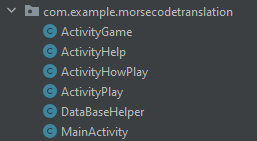 com.example.morsecodetranslation
ActivityGame
ActivityHelp
ActivityHowPlay
ActivityPlay
DataBaseHelper
MainActivity